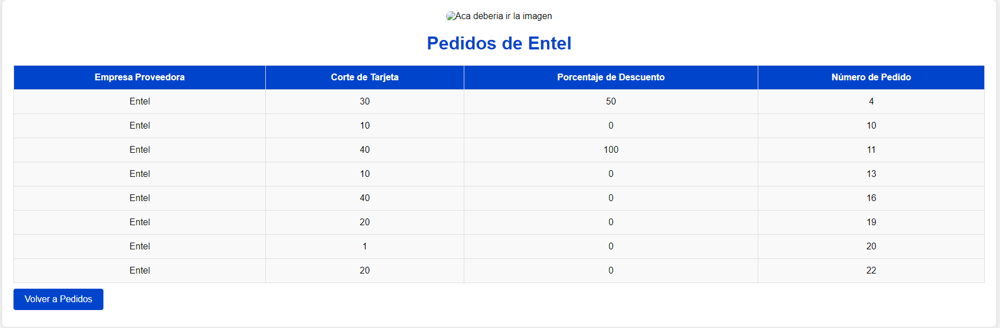 Aca deberia ir la imagen
Pedidos de Entel
Empresa Proveedora Corte de Tarjeta Porcentaje de Descuento Número de Pedido
Entel 30 50 4
Entel 10 0 10
Entel 40 100 11
Entel 10 0 13
Entel 40 0 16
Entel 20 0 19
Entel 1 0 20
Entel 20 0 22
Volver a Pedidos